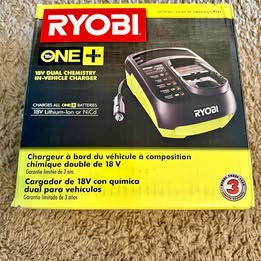 RYOBI
ONE+
18V DUAL CHEMISTRY
IN-VEHICLE CHARGER
CHARGES ALL ONE+ BATTERIES
18V Lithium-Ion or NiCd
RYOBI
Chargeur à bord du véhicule à composition
chimique double de 18 V
Garantie limitée de 3 ans
Cargador de 18V con química
dual para vehículos
Garantía limitada de 3 años
3